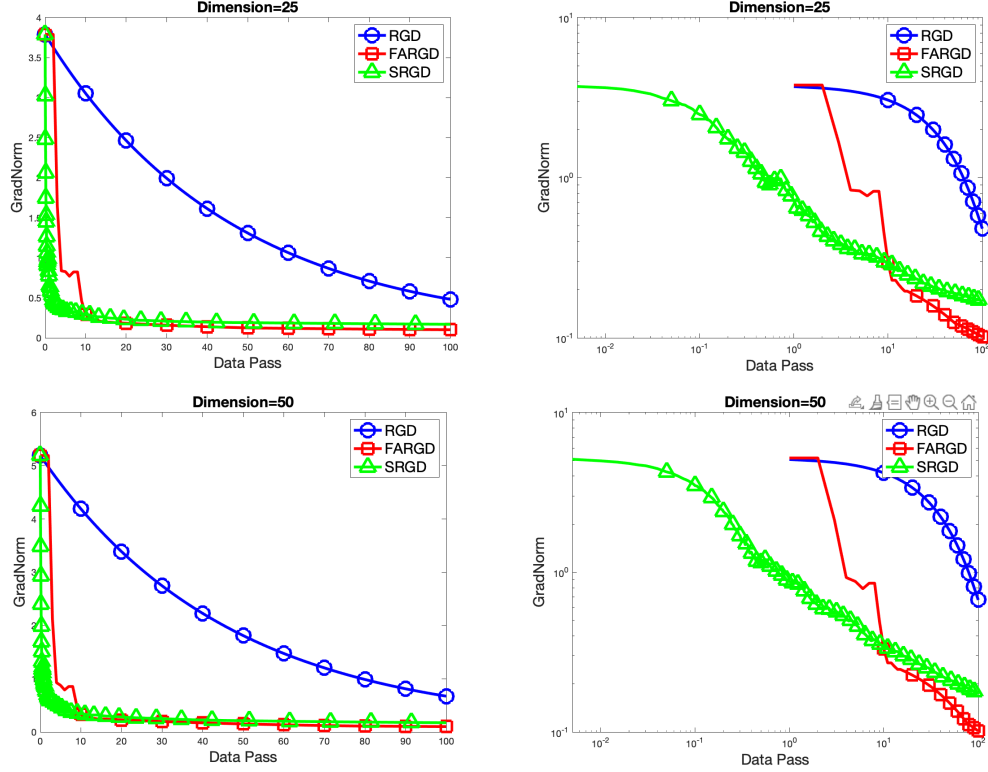 Dimension=25
4
3.5
3
2.5
2
1.5
1
0.5
0
GradNorm
RGD
FARGD
SRGD
0 10 20 30 40 50 60 70 80 90 100
Data Pass
Dimension=25
10^1
10^0
10^-1
GradNorm
RGD
FARGD
SRGD
10^-2 10^-1 10^0 10^1 10^2
Data Pass
Dimension=50
6
5
4
3
2
1
0
GradNorm
RGD
FARGD
SRGD
0 10 20 30 40 50 60 70 80 90 100
Data Pass
Dimension=50
10^1
10^0
10^-1
GradNorm
RGD
FARGD
SRGD
10^-2 10^-1 10^0 10^1 10^2
Data Pass